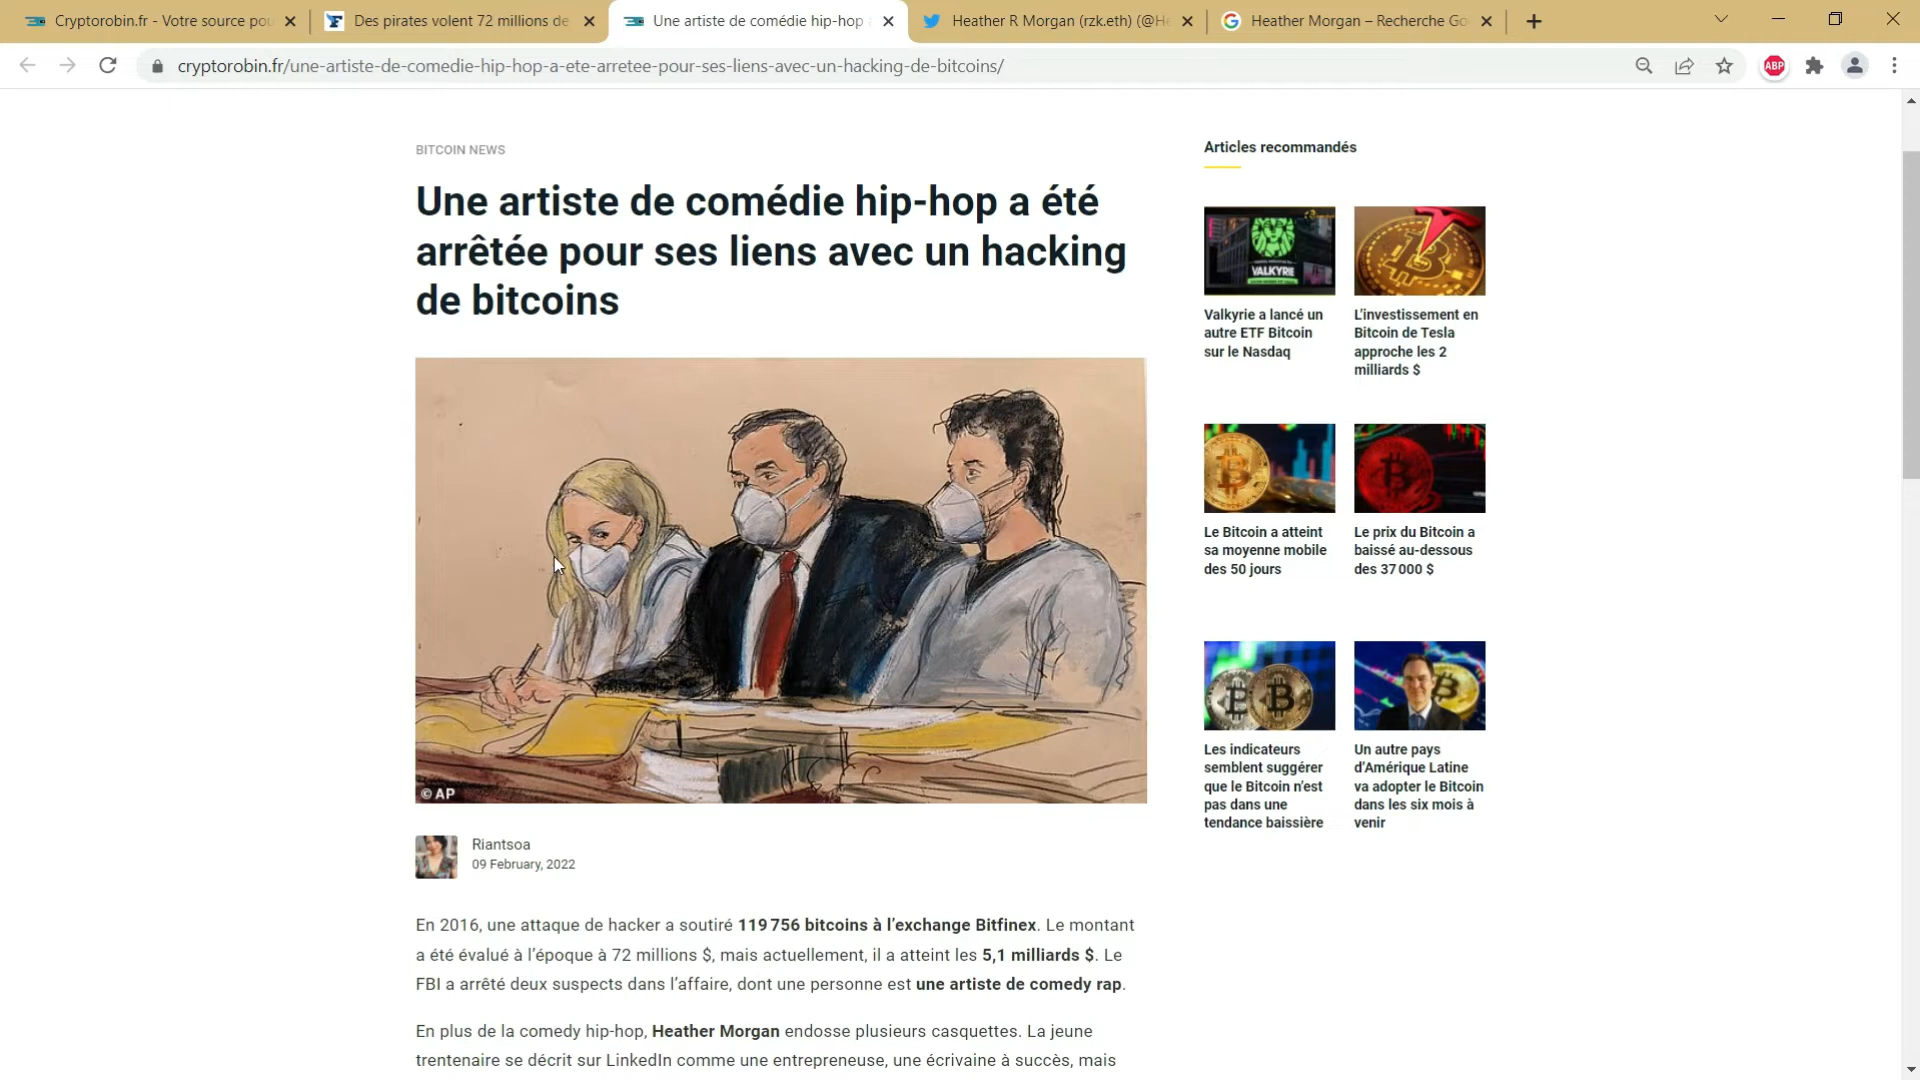 Cryptorobin.fr - Votre source pou
Des pirates volent 72 millions de
Une artiste de comédie hip-hop a
Heather R Morgan (rzk.eth) (@He
Heather Morgan – Recherche Go
cryptorobin.fr/une-artiste-de-comedie-hip-hop-a-ete-arretee-pour-ses-liens-avec-un-hacking-de-bitcoins/
ABP
BITCOIN NEWS
Une artiste de comédie hip-hop a été
arrêtée pour ses liens avec un hacking
de bitcoins
© AP
Riantsoa
09 February, 2022
En 2016, une attaque de hacker a soutiré 119 756 bitcoins à l’exchange Bitfinex. Le montant
a été évalué à l’époque à 72 millions $, mais actuellement, il a atteint les 5,1 milliards $. Le
FBI a arrêté deux suspects dans l’affaire, dont une personne est une artiste de comedy rap.
En plus de la comedy hip-hop, Heather Morgan endosse plusieurs casquettes. La jeune
trentenaire se décrit sur LinkedIn comme une entrepreneuse, une écrivaine à succès, mais
Articles recommandés
VALKYRIE
Valkyrie a lancé un
autre ETF Bitcoin
sur le Nasdaq
L’investissement en
Bitcoin de Tesla
approche les 2
milliards $
Le Bitcoin a atteint
sa moyenne mobile
des 50 jours
Le prix du Bitcoin a
baissé au-dessous
des 37 000 $
Les indicateurs
semblent suggérer
que le Bitcoin n’est
pas dans une
tendance baissière
Un autre pays
d’Amérique Latine
va adopter le Bitcoin
dans les six mois à
venir